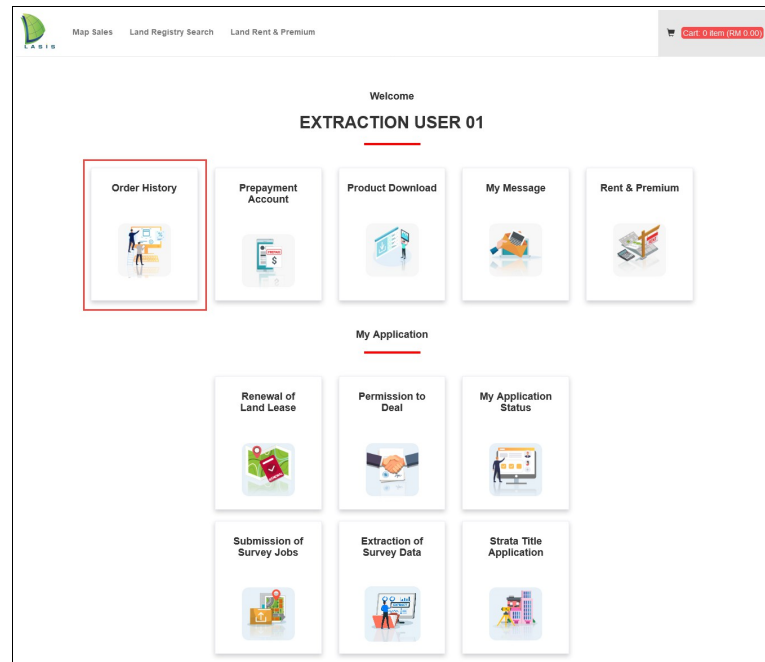 LASIS
Map Sales Land Registry Search Land Rent & Premium
Cart: 0 item (RM 0.00)
Welcome
EXTRACTION USER 01
Order History
Prepayment
Account
Product Download
My Message
Rent & Premium
My Application
Renewal of
Land Lease
Permission to
Deal
My Application
Status
Submission of
Survey Jobs
Extraction of
Survey Data
Strata Title
Application